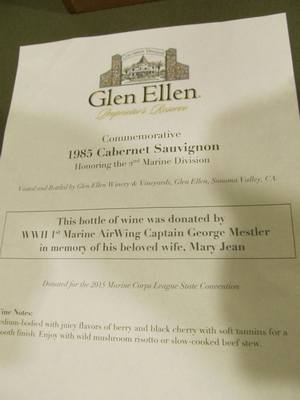 Glen Ellen
Proprietor's Reserve
Commemorative
1985 Cabernet Sauvignon
Honoring the 3rd Marine Division
Vinted and Bottled by Glen Ellen Winery & Vineyards, Glen Ellen, Sonoma Valley, CA.
This bottle of wine was donated by
WWII 1st Marine AirWing Captain George Mestler
in memory of his beloved wife, Mary Jean
Donated for the 2015 Marine Corps League State Convention
ine Notes:
edium-bodied with juicy flavors of berry and black cherry with soft tannins for a
ooth finish. Enjoy with wild mushroom risotto or slow-cooked beef stew.